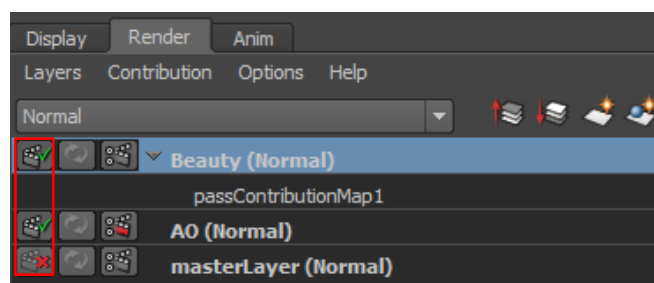 Display Render Anim
Layers Contribution Options Help
Normal
Beauty (Normal)
passContributionMap1
AO (Normal)
masterLayer (Normal)